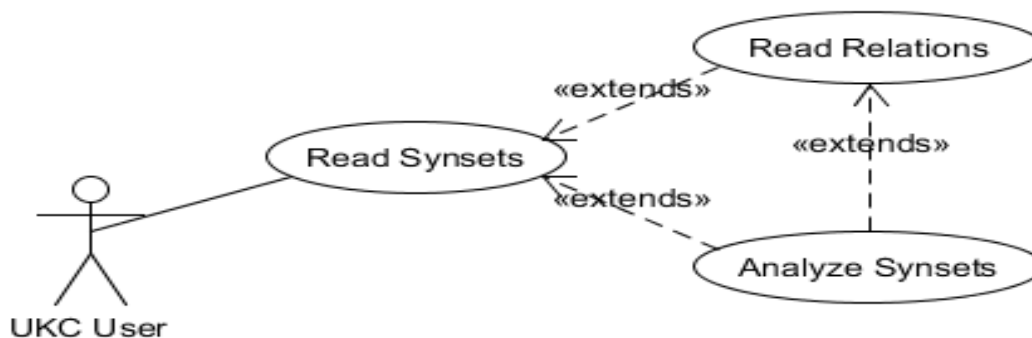 Read Relations
«extends»
Read Synsets
«extends»
«extends»
Analyze Synsets
UKC User